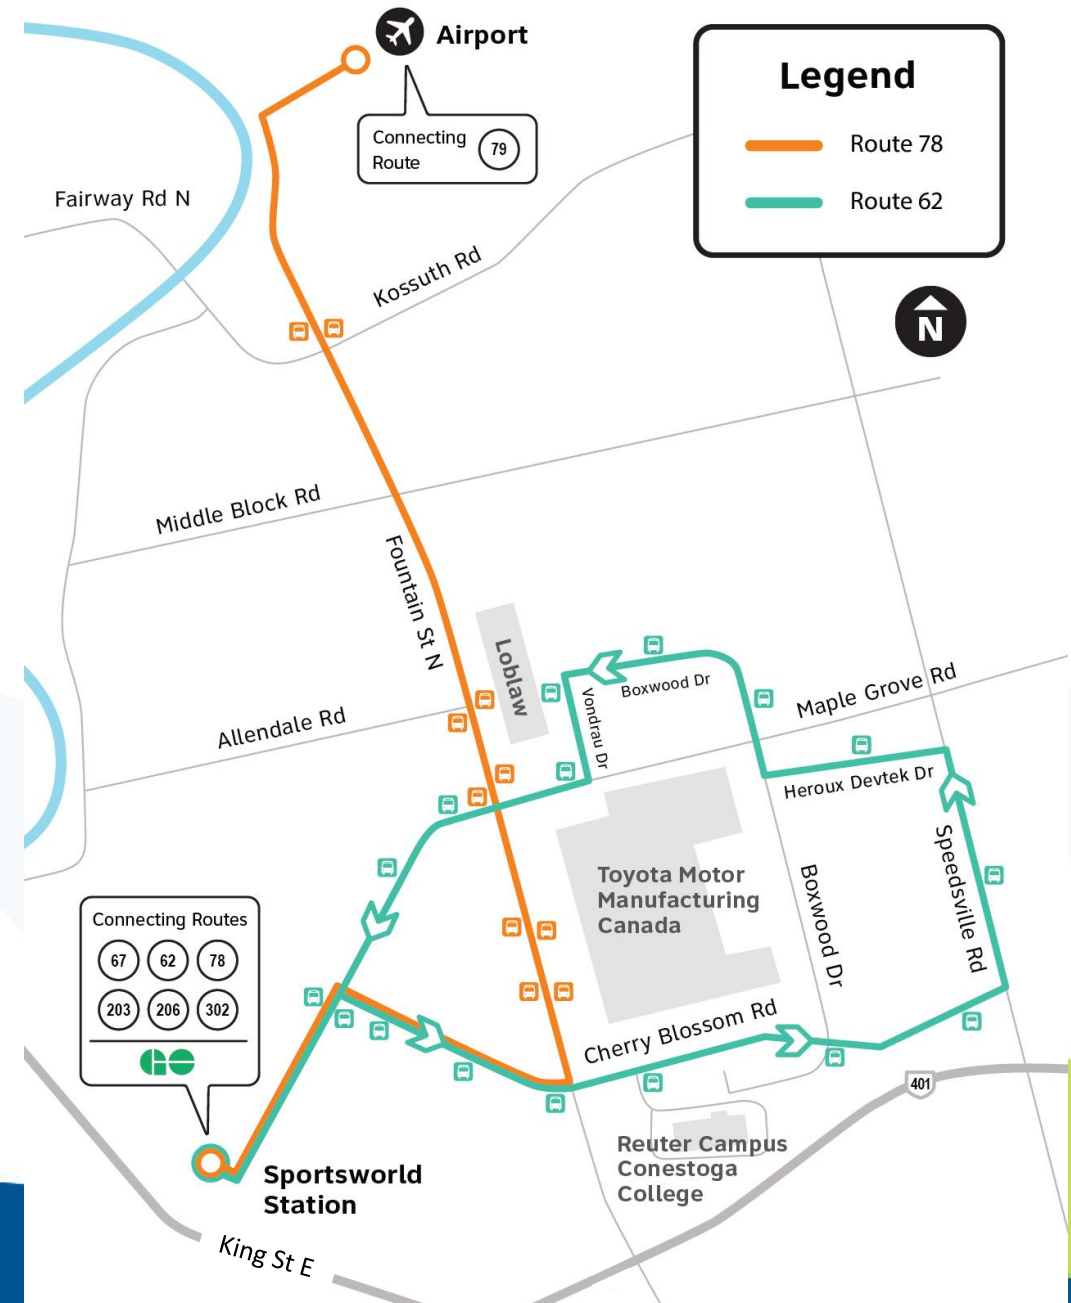 Airport
Connecting
Route
79
Legend
Route 78
Route 62
N
Fairway Rd N
Kossuth Rd
Middle Block Rd
Fountain St N
Loblaw
Boxwood Dr
Vondrau Dr
Maple Grove Rd
Allendale Rd
Heroux Devtek Dr
Speedsville Rd
Toyota Motor
Manufacturing
Canada
Boxwood Dr
Cherry Blossom Rd
Connecting Routes
67 62 78
203 206 302
GO
401
Reuter Campus
Conestoga
College
Sportsworld
Station
King St E